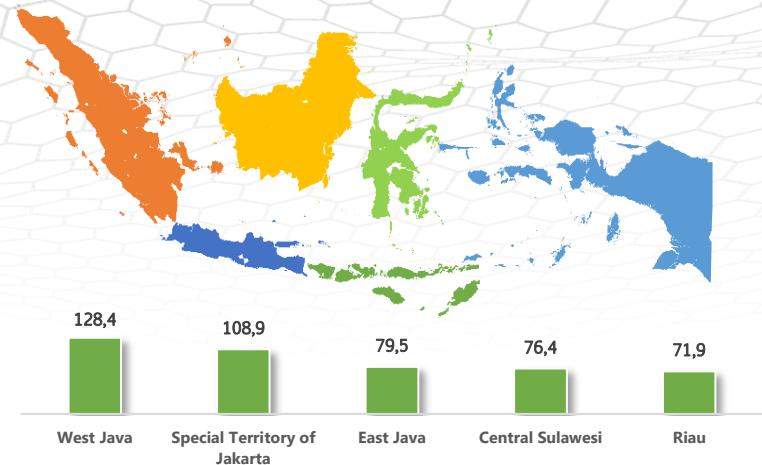 128,4
108,9
79,5
76,4
71,9
West Java
Special Territory of
Jakarta
East Java
Central Sulawesi
Riau